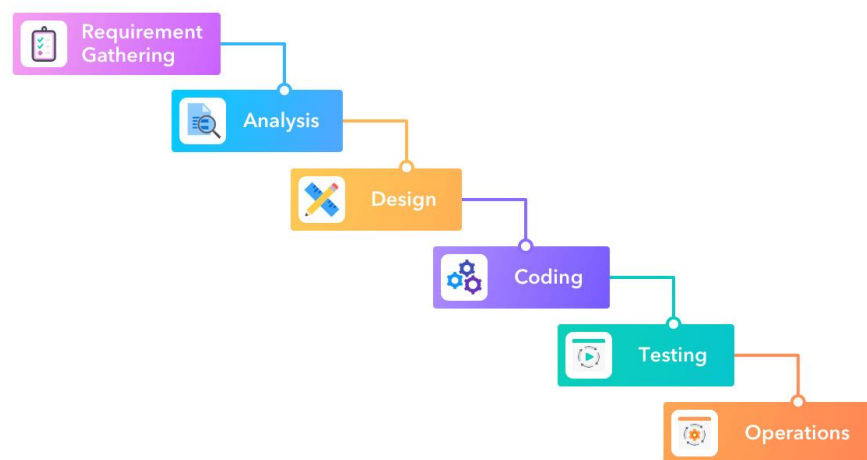 Requirement
Gathering
Analysis
Design
Coding
Testing
Operations